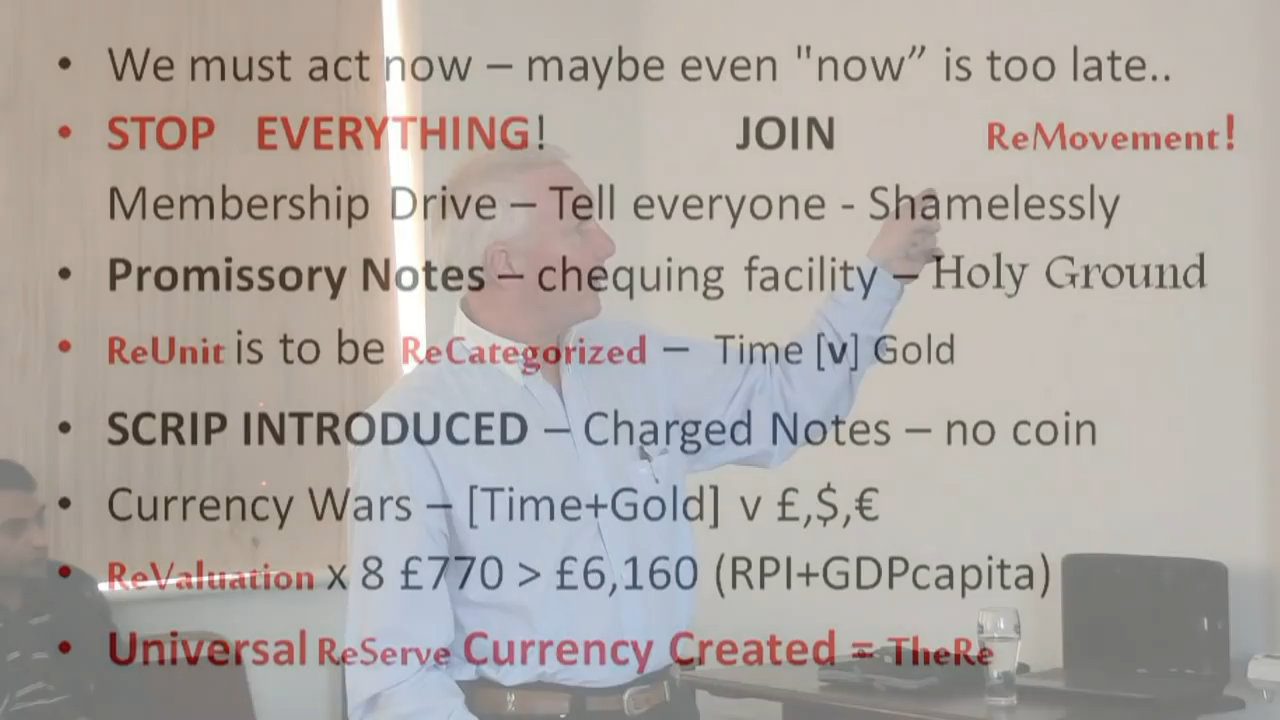 • We must act now – maybe even "now” is too late..
• STOP EVERYTHING! JOIN ReMovement!
Membership Drive – Tell everyone - Shamelessly
• Promissory Notes – chequing facility – Holy Ground
• ReUnit is to be ReCategorized – Time [v] Gold
• SCRIP INTRODUCED – Charged Notes – no coin
• Currency Wars – [Time+Gold] v £,$,€
• ReValuation x 8 £770 > £6,160 (RPI+GDPcapita)
• Universal ReServe Currency Created = TheRe